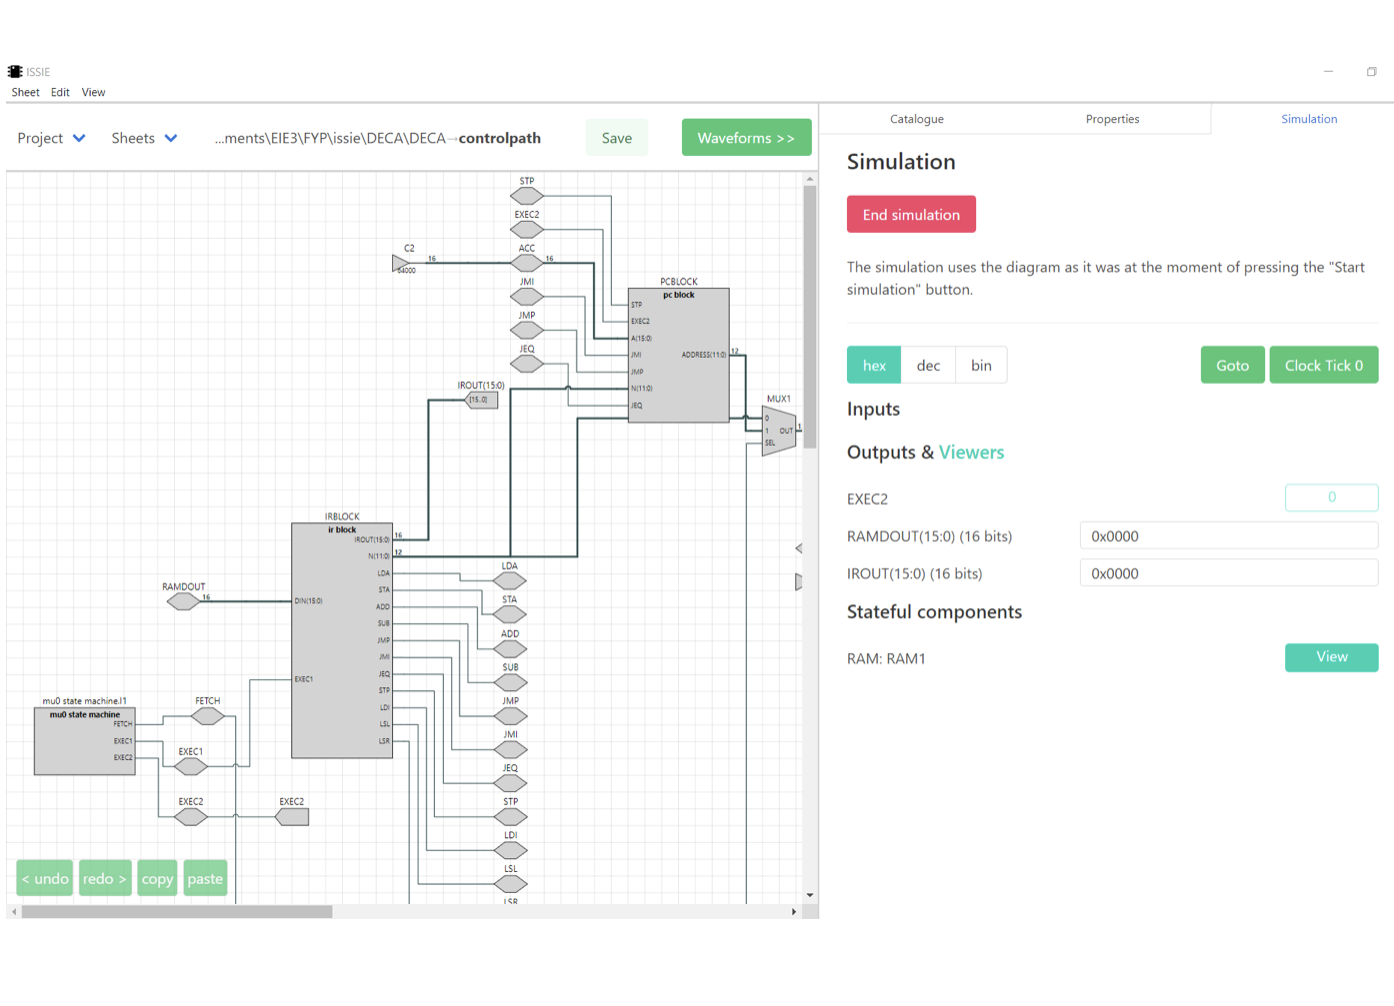 ISSIE
Sheet Edit View
Project Sheets ...ments\EIE3\FYP\issie\DECA\DECA→controlpath Save Waveforms >>
Catalogue Properties Simulation
Simulation
End simulation
The simulation uses the diagram as it was at the moment of pressing the "Start
simulation" button.
hex dec bin Goto Clock Tick 0
Inputs
Outputs & Viewers
EXEC2 0
RAMDOUT(15:0) (16 bits) 0x0000
IROUT(15:0) (16 bits) 0x0000
Stateful components
RAM: RAM1 View
STP
EXEC2
C2 16 ACC 16
JMI
JMP
JEQ
PCBLOCK
pc block
STP
EXEC2
A(15:0)
JMI
ADDRESS(11:0) 12
JMP
N(11:0)
JEQ
MUX1
0
1 OUT 1
SEL
IROUT(15:0)
(15..0)
IRBLOCK
ir block
IROUT(15:0) 16
N(11:0) 12
LDA
STA
DIN(15:0)
ADD
SUB
JMP
JMI
JEQ
EXEC1
STP
LDI
LSL
LSR
RAMDOUT
16
LDA
STA
ADD
SUB
JMP
JMI
JEQ
STP
LDI
LSL
LSR
mu0 state machine.I1
mu0 state machine
FETCH
EXEC1
EXEC2
FETCH
EXEC1
EXEC2 EXEC2
< undo redo > copy paste